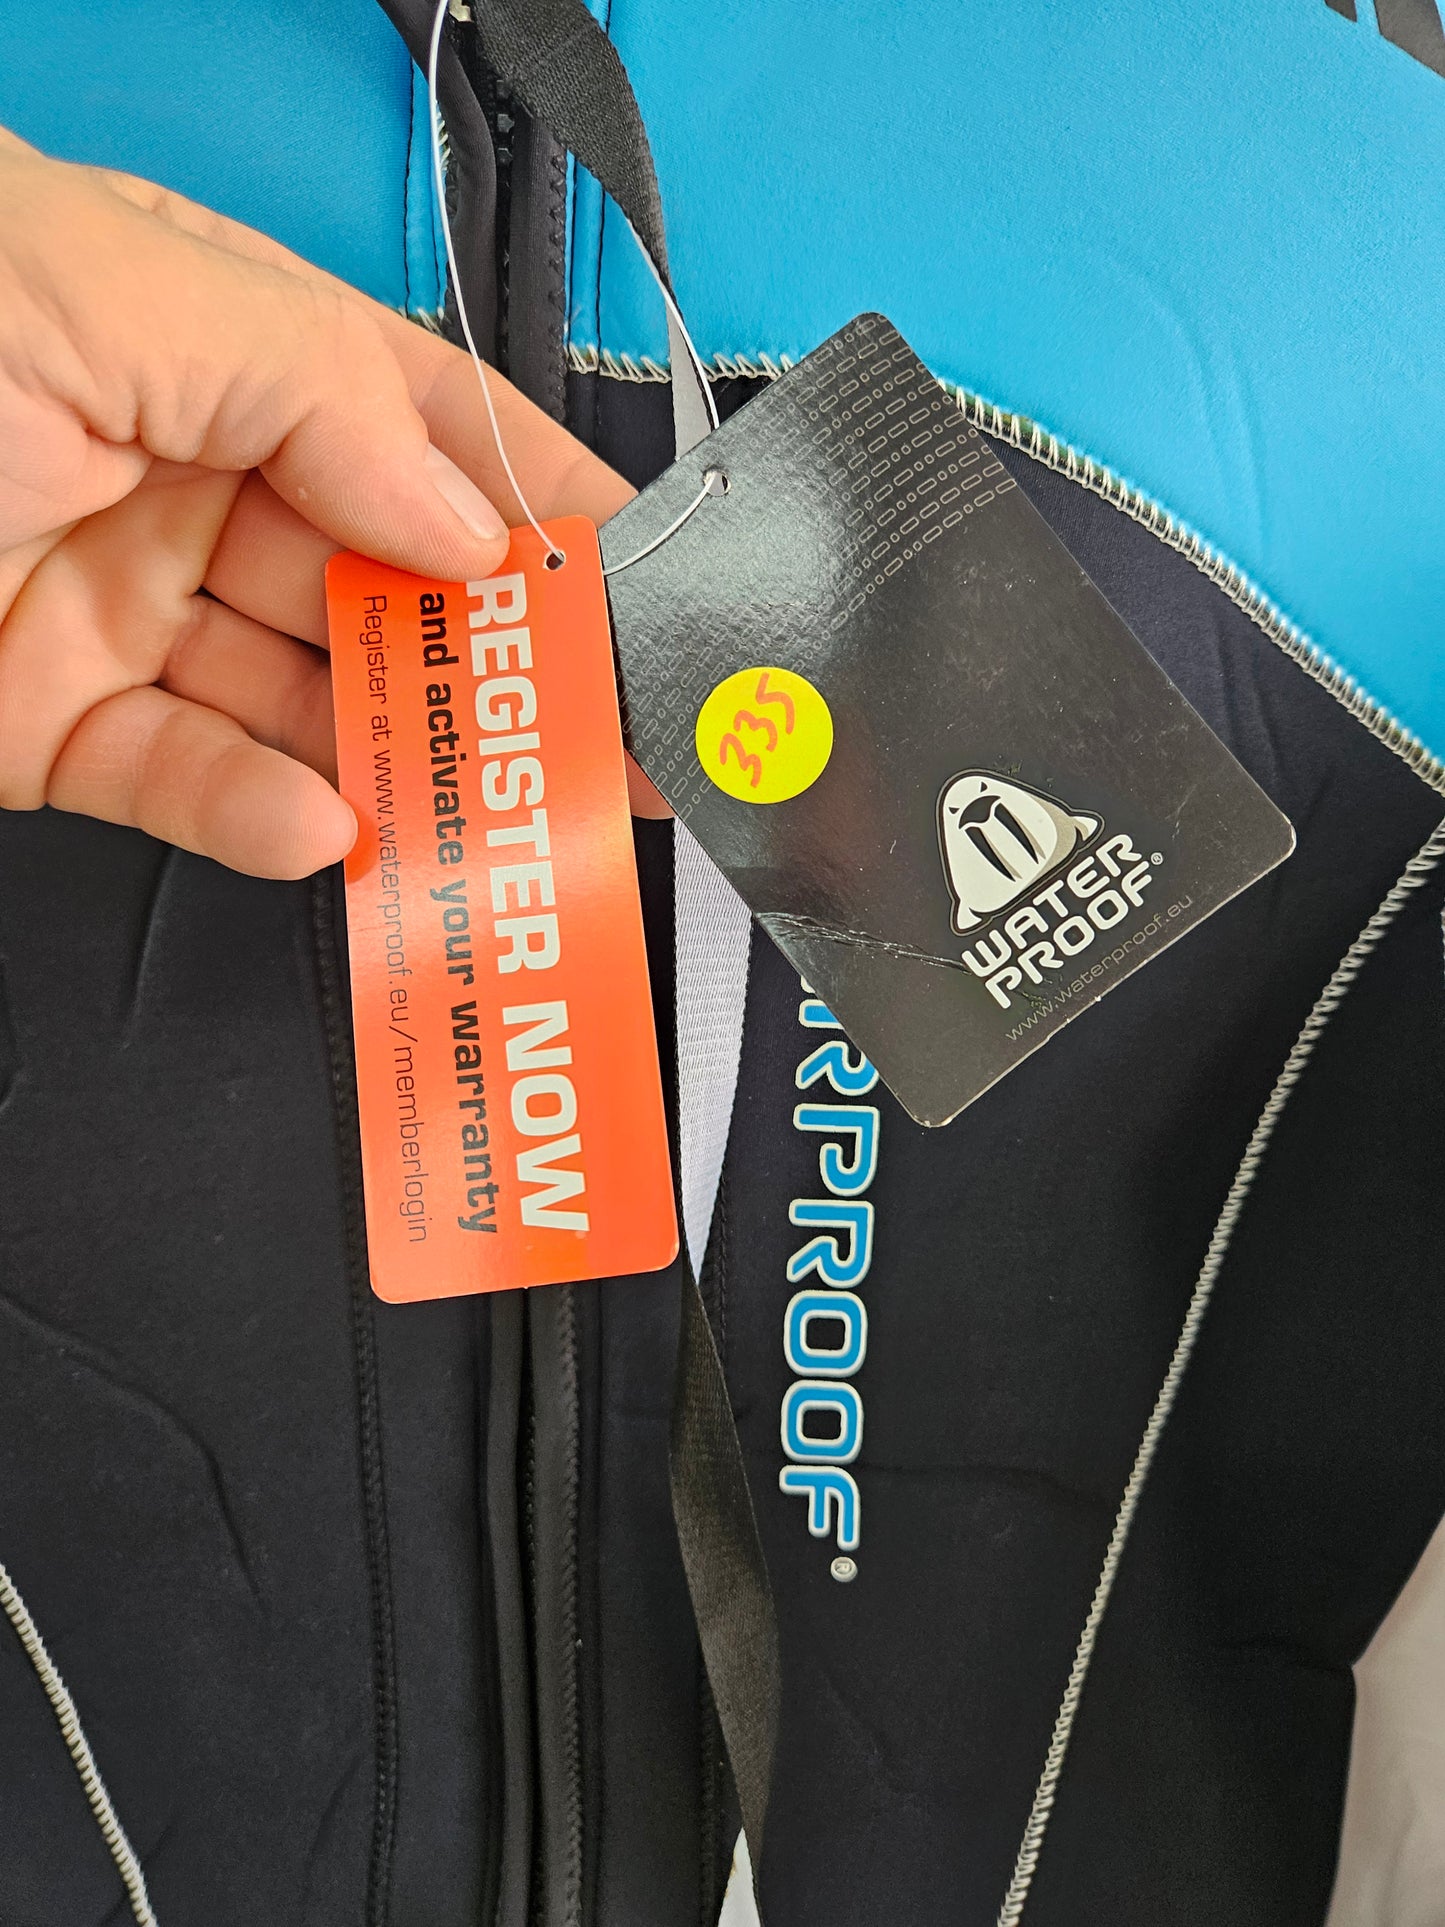 REGISTER NOW
and activate your warranty
Register at www.waterproof.eu/memberlogin
335
WATER
PROOF®
www.waterproof.eu
RPROOF®